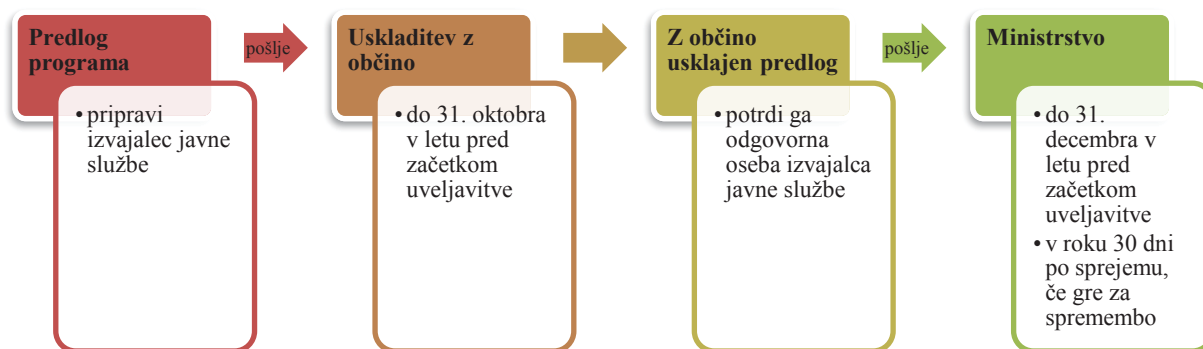 Predlog
programa
• pripravi
izvajalec javne
službe
pošlje
Uskladitev z
občino
• do 31. oktobra
v letu pred
začetkom
uveljavitve
Z občino
usklajen predlog
• potrdi ga
odgovorna
oseba izvajalca
javne službe
pošlje
Ministrstvo
• do 31.
decembra v
letu pred
začetkom
uveljavitve
• v roku 30 dni
po sprejemu,
če gre za
spremembo